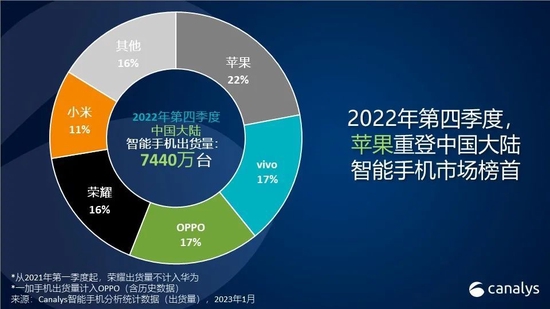 其他
16%
苹果
22%
小米
11%
2022年第四季度
中国大陆
智能手机出货量:
7440万台
vivo
17%
荣耀
16%
OPPO
17%
2022年第四季度，
苹果重登中国大陆
智能手机市场榜首
*从2021年第一季度起，荣耀出货量不计入华为
*一加手机出货量计入OPPO（含历史数据）
来源：Canalys智能手机分析统计数据（出货量），2023年1月
canalys